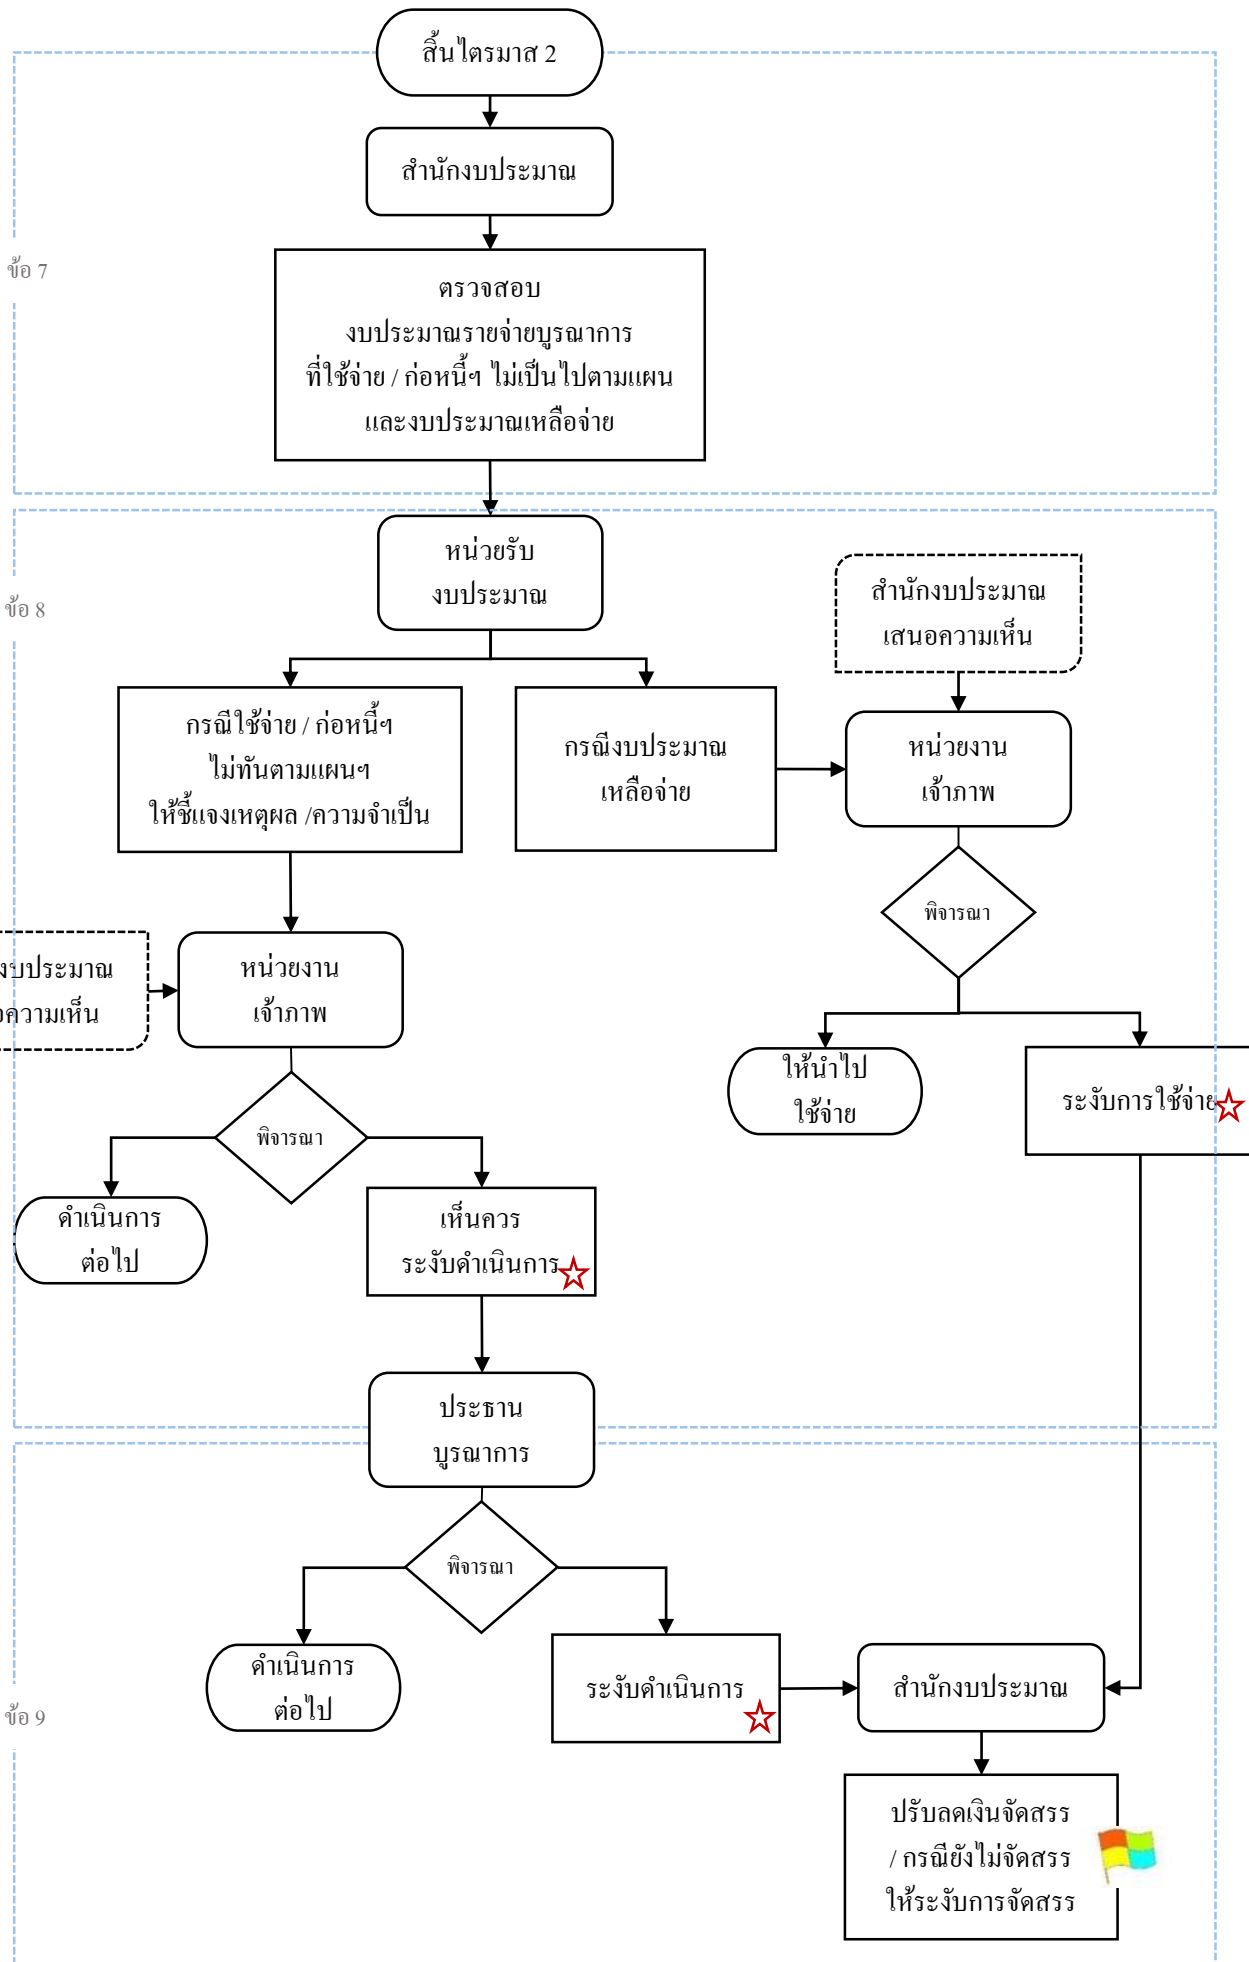 สิ้นไตรมาส 2
สำนักงบประมาณ
ข้อ 7
ตรวจสอบ
งบประมาณรายจ่ายบูรณาการ
ที่ใช้จ่าย / ก่อหนี้ฯ ไม่เป็นไปตามแผน
และงบประมาณเหลือจ่าย
หน่วยรับ
งบประมาณ
ข้อ 8
สำนักงบประมาณ
เสนอความเห็น
กรณีใช้จ่าย / ก่อหนี้ฯ
ไม่ทันตามแผนฯ
ให้ชี้แจงเหตุผล /ความจำเป็น
กรณีงบประมาณ
เหลือจ่าย
หน่วยงาน
เจ้าภาพ
พิจารณา
งบประมาณ
ความเห็น
หน่วยงาน
เจ้าภาพ
ให้นำไป
ใช้จ่าย
ระงับการใช้จ่าย
พิจารณา
ดำเนินการ
ต่อไป
เห็นควร
ระงับดำเนินการ
ประธาน
บูรณาการ
พิจารณา
ดำเนินการ
ต่อไป
ระงับดำเนินการ
สำนักงบประมาณ
ข้อ 9
ปรับลดเงินจัดสรร
/ กรณียังไม่จัดสรร
ให้ระงับการจัดสรร